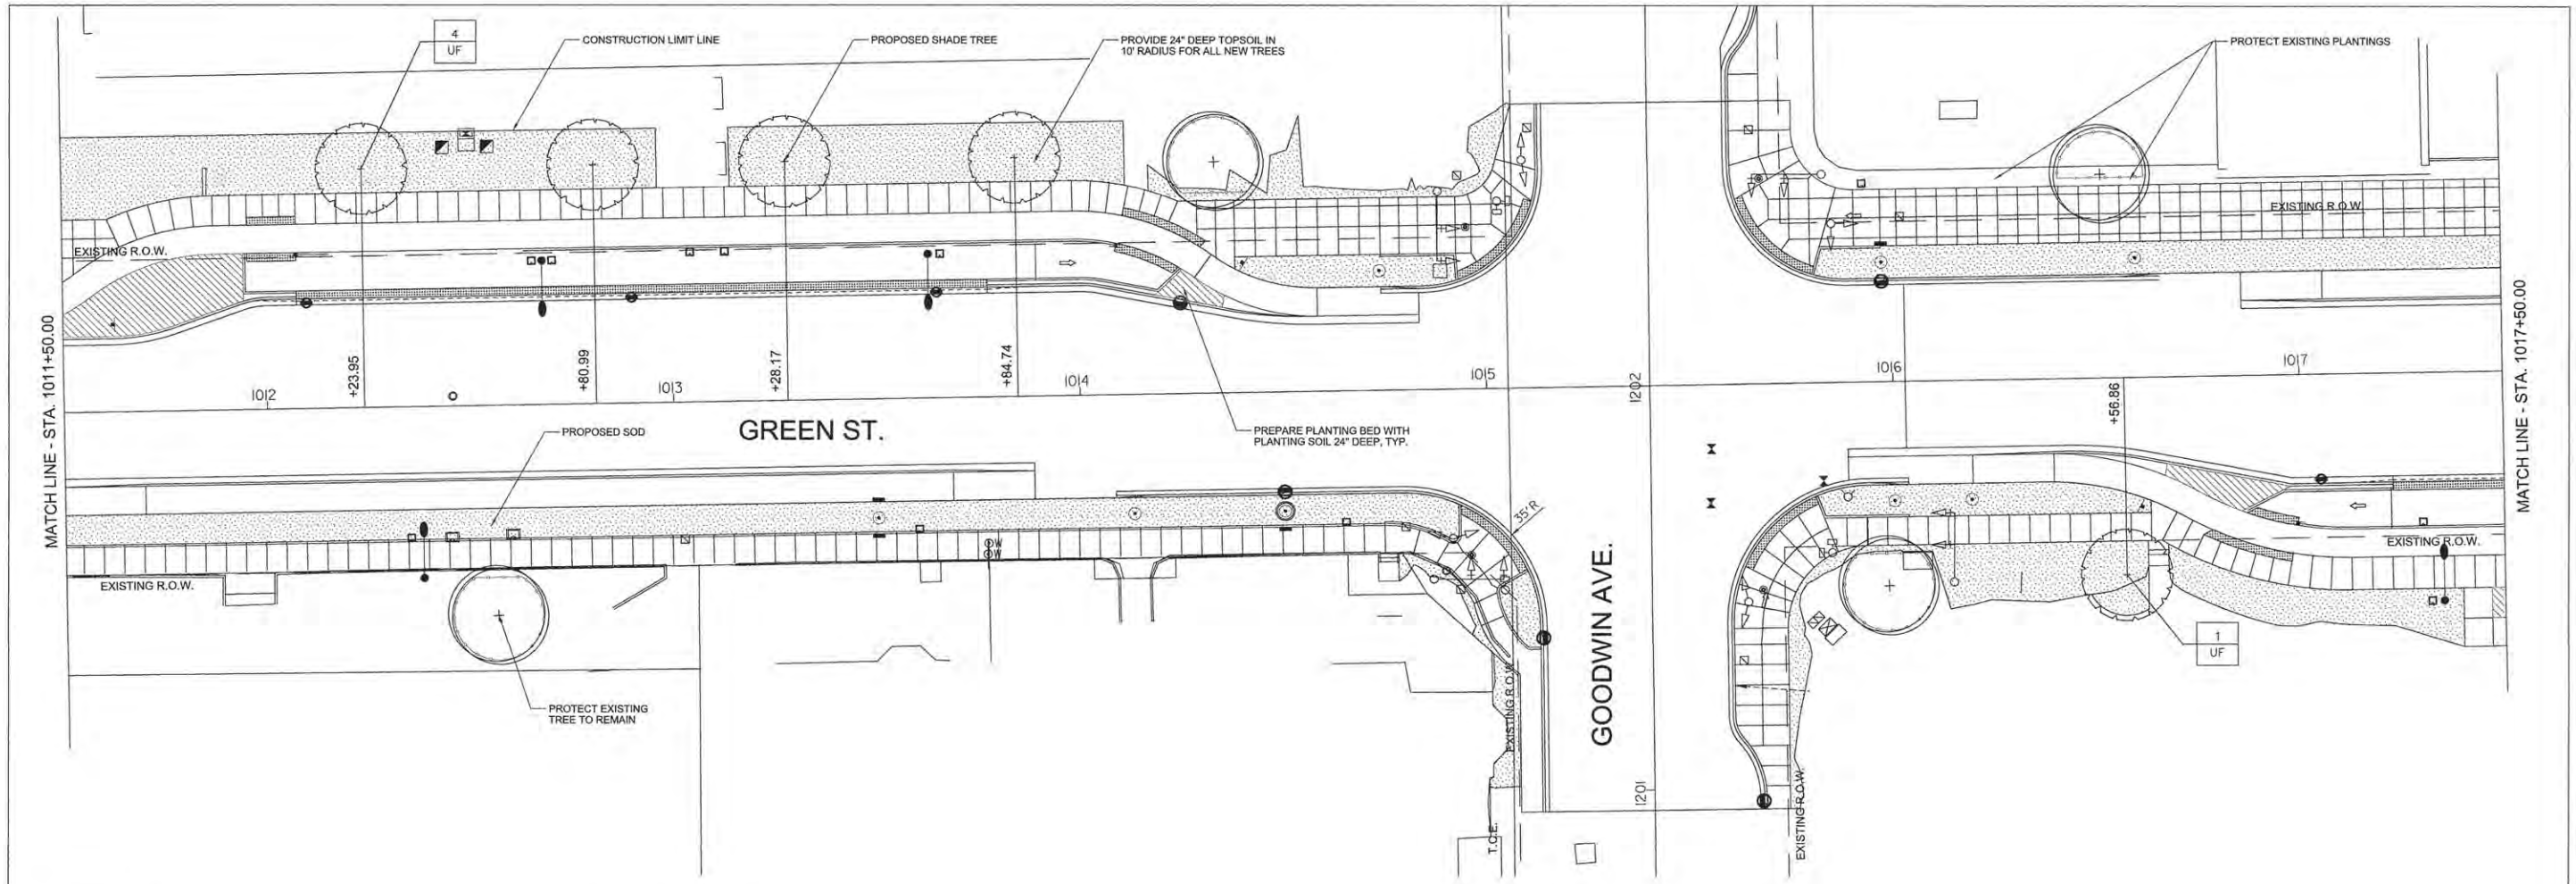 4
UF
CONSTRUCTION LIMIT LINE
PROPOSED SHADE TREE
PROVIDE 24" DEEP TOPSOIL IN
10' RADIUS FOR ALL NEW TREES
PROTECT EXISTING PLANTINGS
EXISTING R.O.W.
EXISTING R.O.W.
MATCH LINE - STA. 1011+50.00
MATCH LINE - STA. 1017+50.00
+23.95
+80.99
+28.17
+84.74
+56.86
1012
1013
1014
1015
1016
1017
1202
PROPOSED SOD
GREEN ST.
PREPARE PLANTING BED WITH
PLANTING SOIL 24" DEEP, TYP.
35' R
W
W
EXISTING R.O.W.
EXISTING R.O.W.
1
UF
PROTECT EXISTING
TREE TO REMAIN
GOODWIN AVE.
EXISTING R.O.W.
1201
T.C.E.
EXISTING R.O.W.